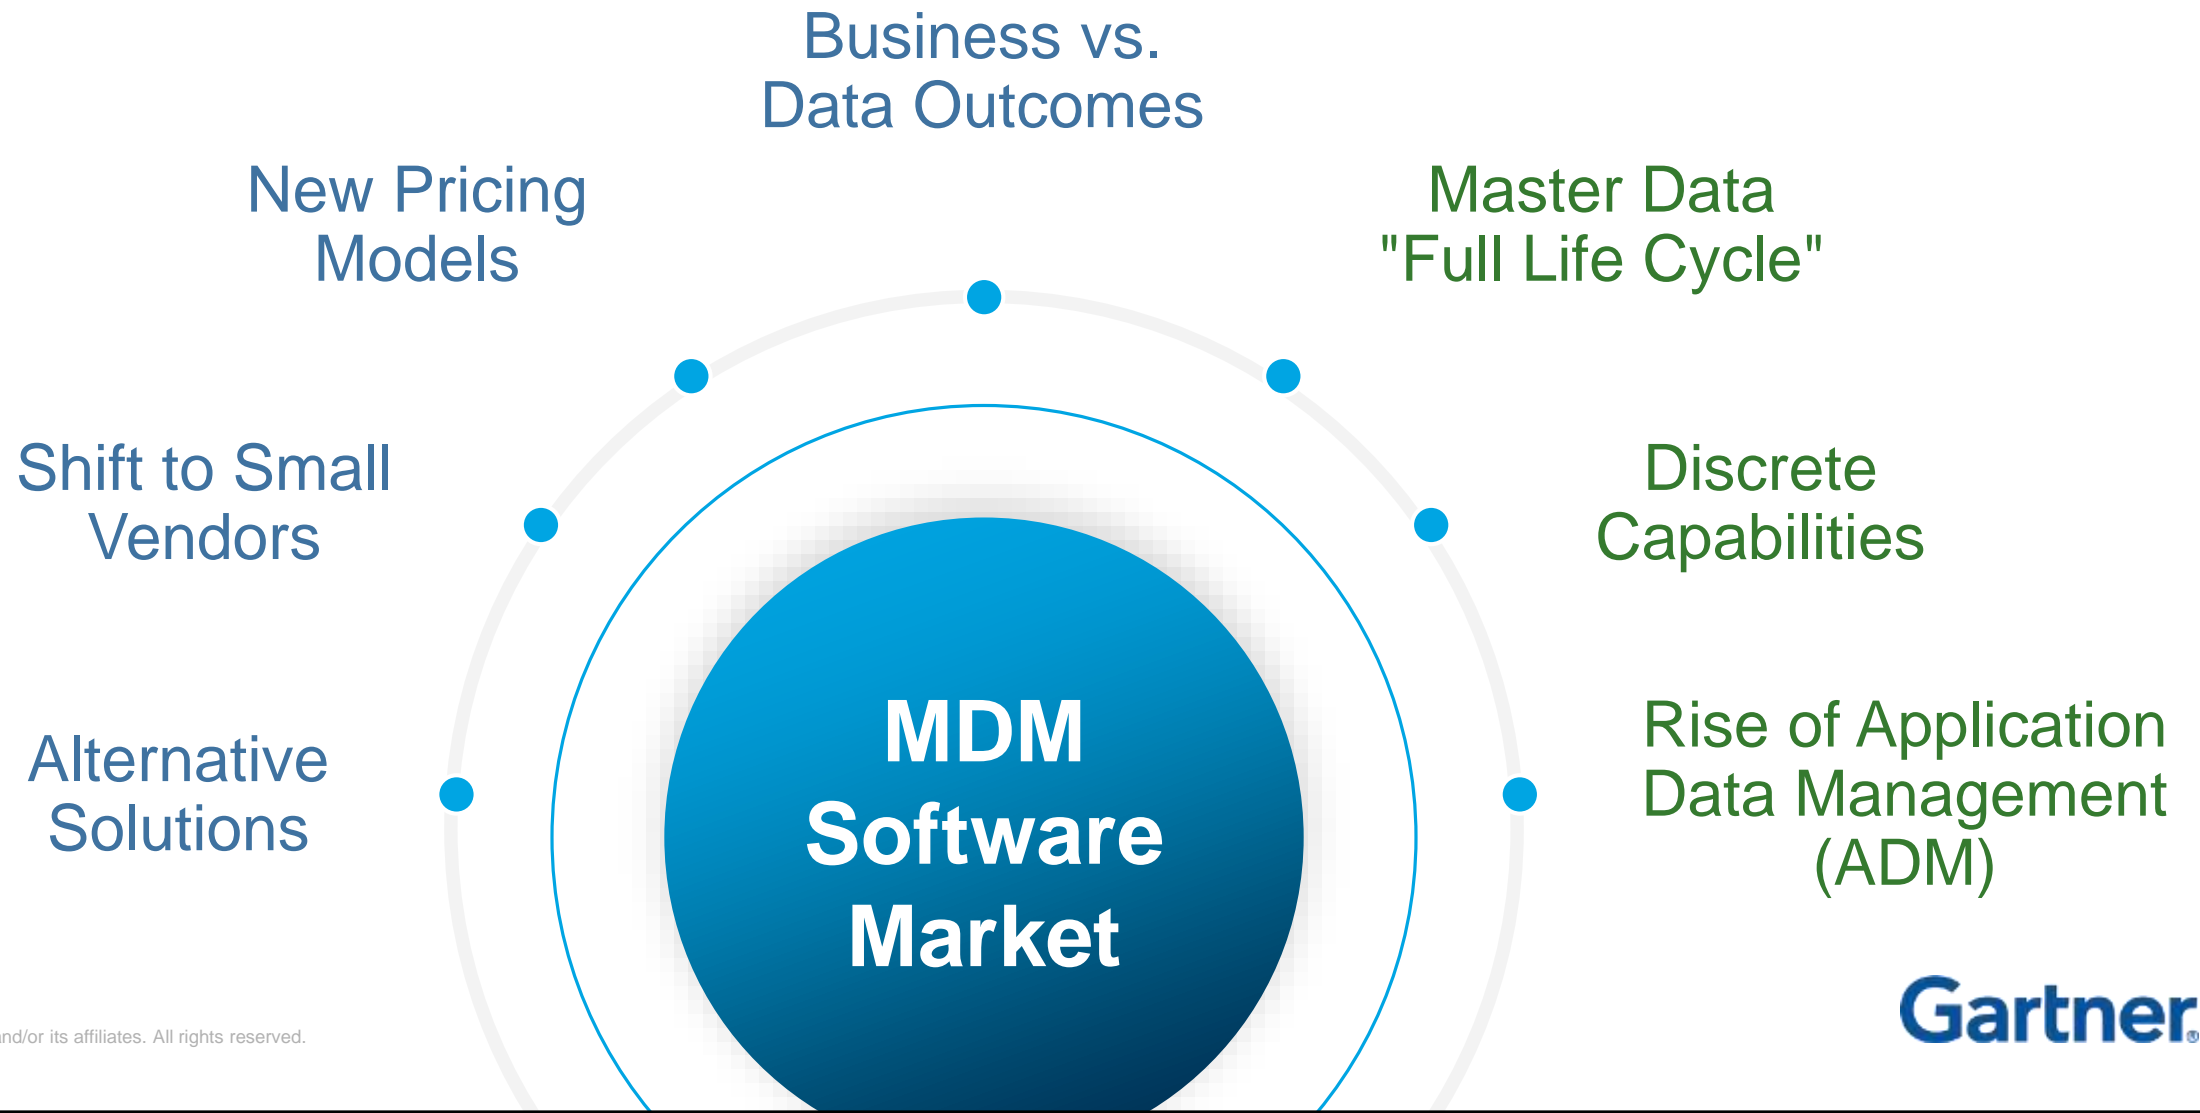 Business vs.
Data Outcomes
New Pricing
Models
Master Data
"Full Life Cycle"
Shift to Small
Vendors
Discrete
Capabilities
Alternative
Solutions
Rise of Application
Data Management
(ADM)
MDM
Software
Market
and/or its affiliates. All rights reserved.
Gartner®